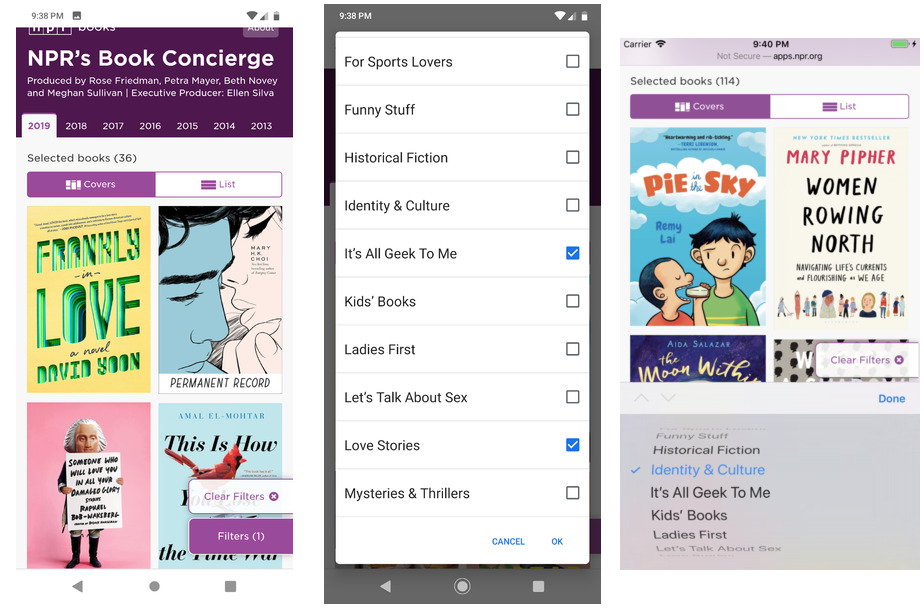 9:38 PM
npr books
About
NPR's Book Concierge
Produced by Rose Friedman, Petra Mayer, Beth Novey
and Meghan Sullivan | Executive Producer: Ellen Silva
2019 2018 2017 2016 2015 2014 2013
Selected books (36)
Covers List
FRANKLY
in
LOVE
a novel
DAVID YOON
MARY
H.K.
CHOI
PERMANENT RECORD
SOMEONE WHO
WILL LOVE YOU
IN ALL YOUR
DAMAGED GLORY
STORIES
RAPHAEL
BOB-WAKSBERG
AMAL EL-MOHTAR
This Is How
You
the Time War
Clear Filters
Filters (1)
9:38 PM
For Sports Lovers
Funny Stuff
Historical Fiction
Identity & Culture
It's All Geek To Me
Kids' Books
Ladies First
Let's Talk About Sex
Love Stories
Mysteries & Thrillers
CANCEL OK
Carrier 9:40 PM
Not Secure — apps.npr.org
Selected books (114)
Covers List
"Heartwarming and rib-tickling."
PIE in the SKY
Remy
Lai
NEW YORK TIMES BESTSELLER
MARY PIPHER
WOMEN
ROWING
NORTH
NAVIGATING LIFE'S CURRENTS
and FLOURISHING as WE AGE
AIDA SALAZAR
the
Moon Within
W
Clear Filters
Done
Funny Stuff
Historical Fiction
Identity & Culture
It's All Geek To Me
Kids' Books
Ladies First
Let's Talk About Sex